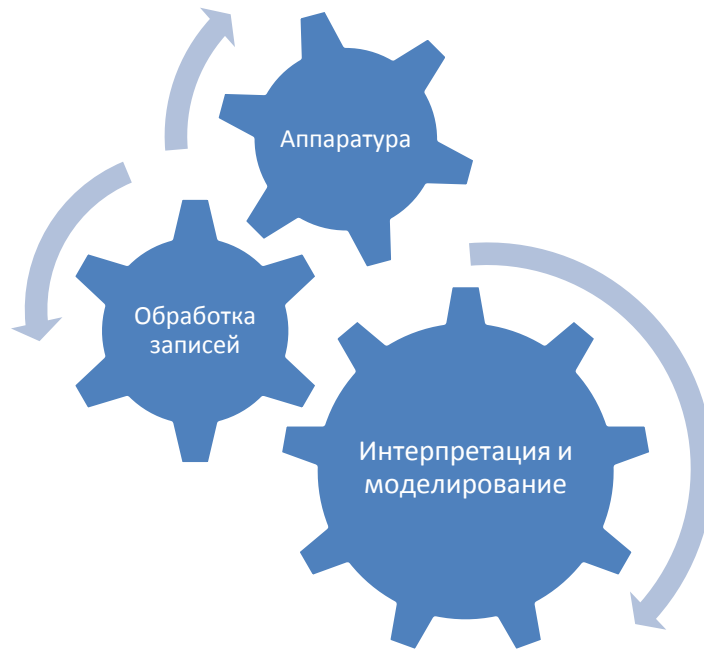 Аппаратура
Обработка
записей
Интерпретация и
моделирование